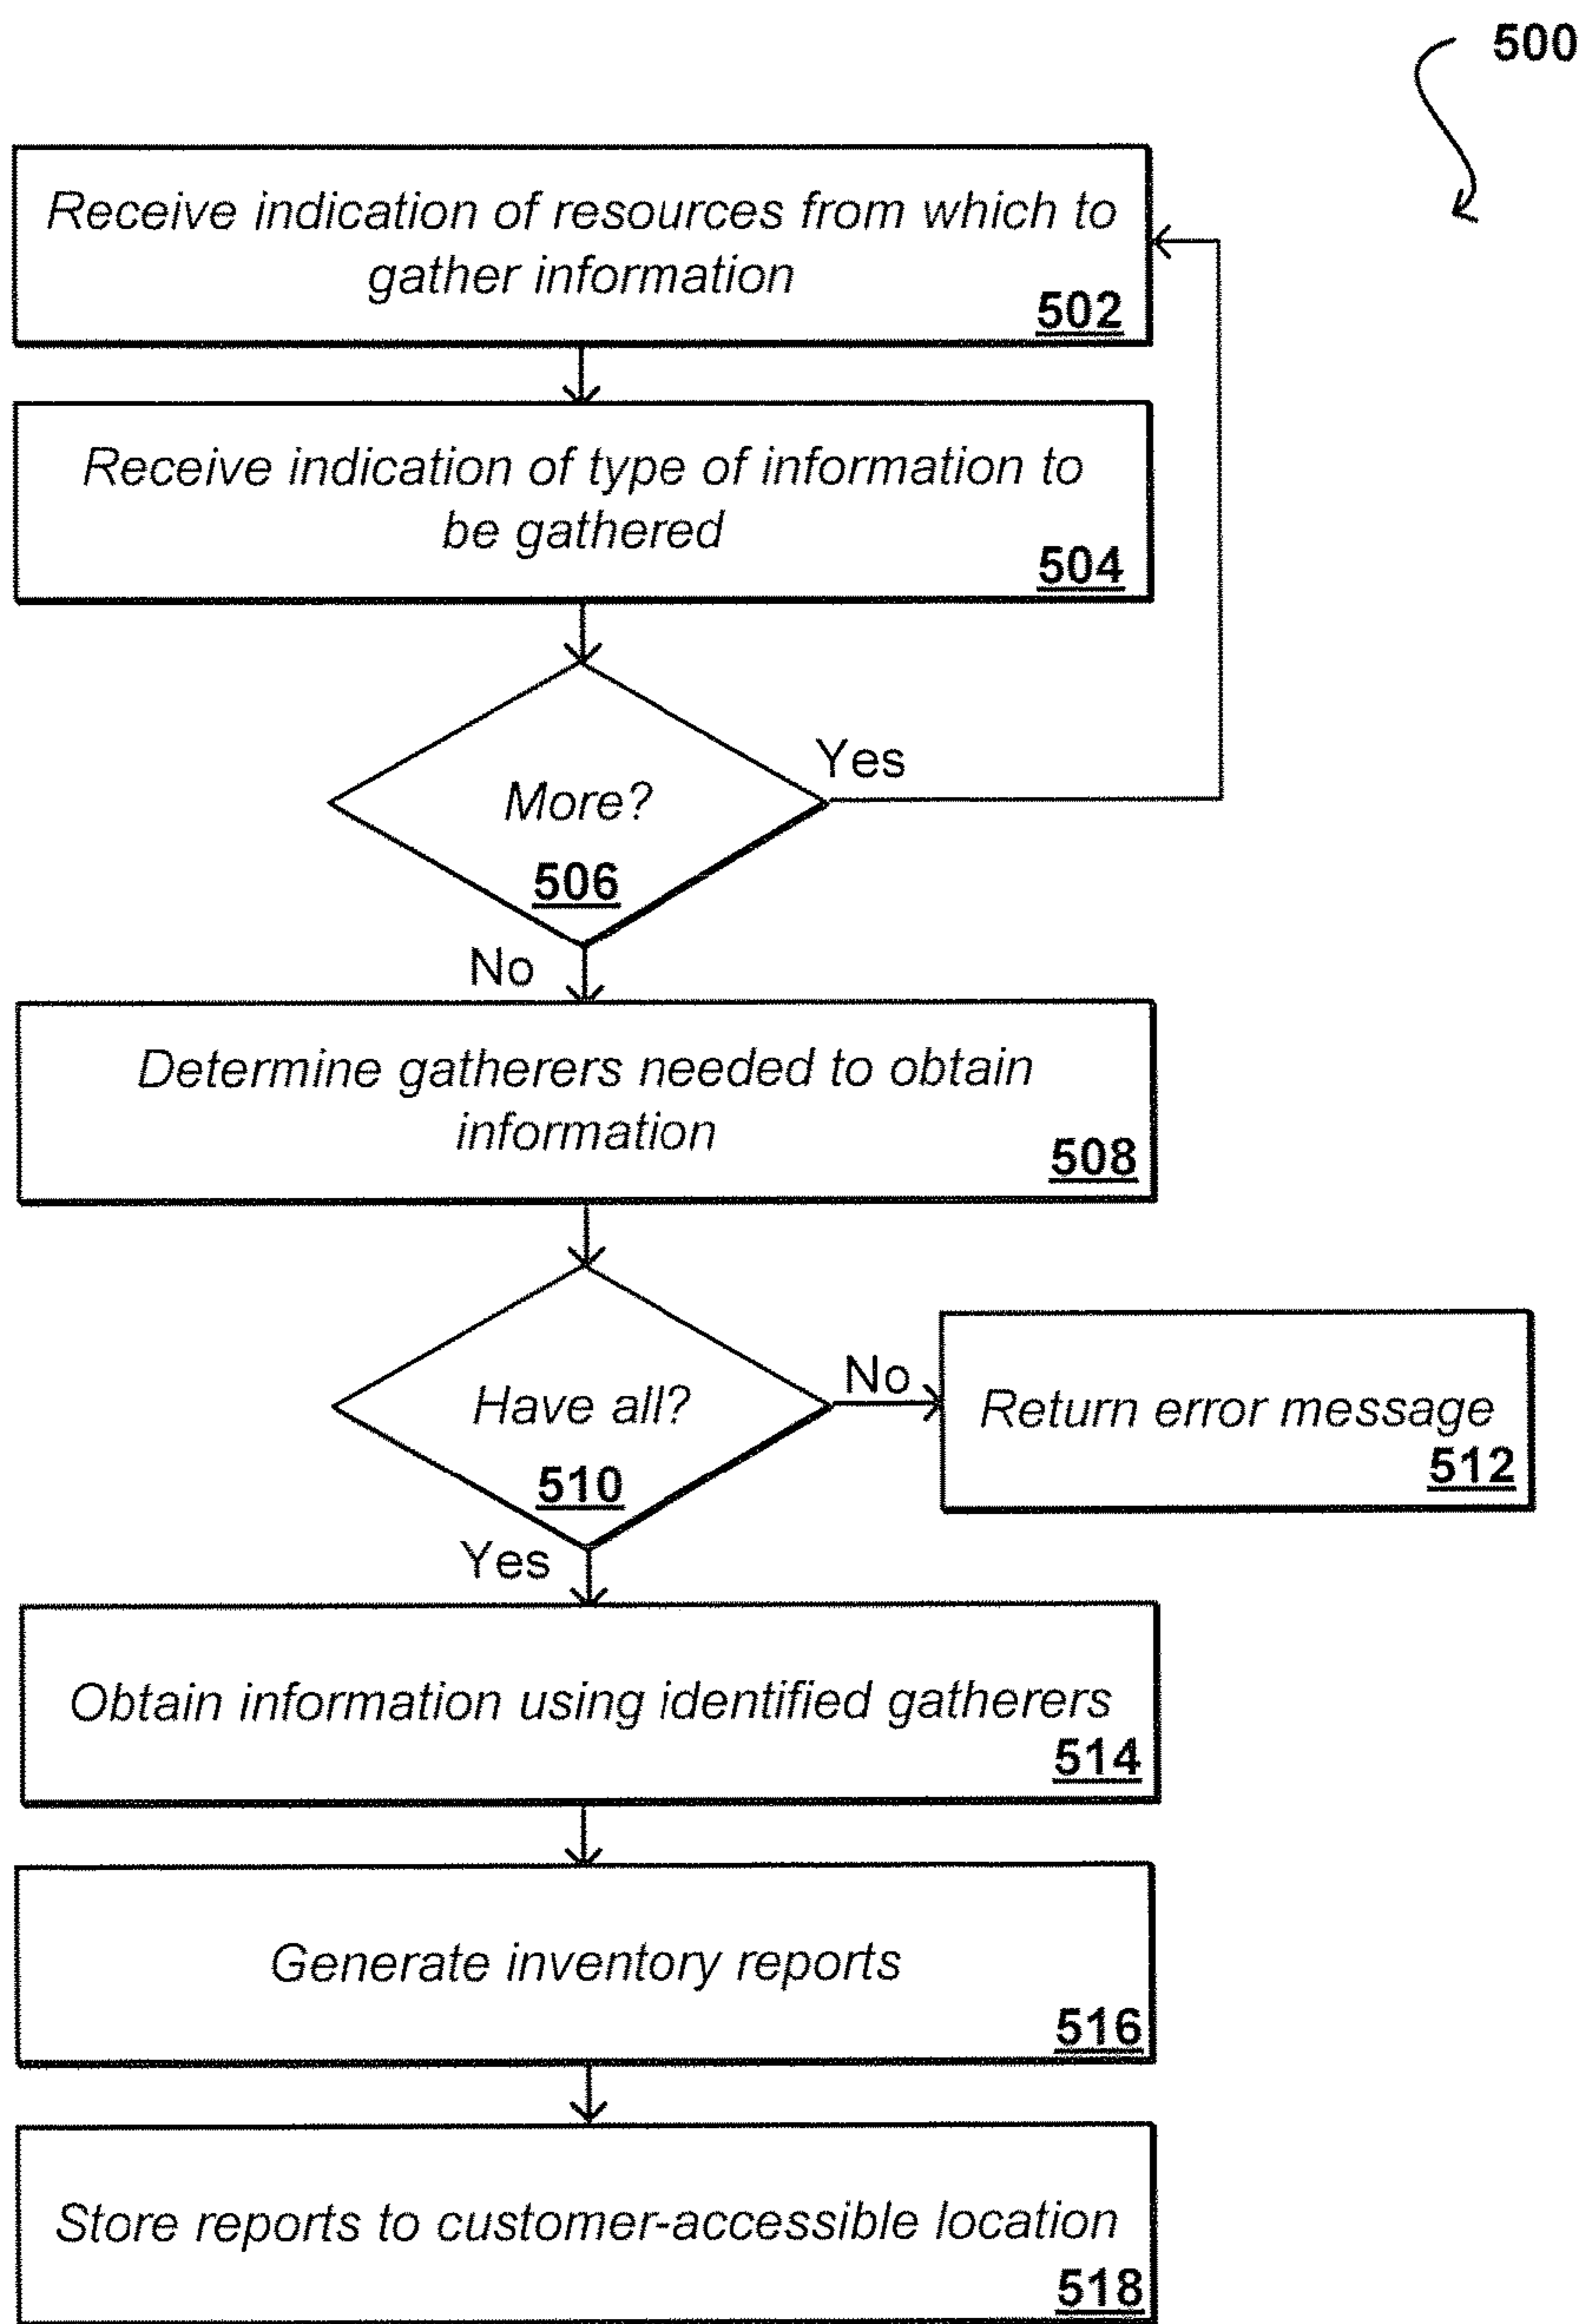 500
Receive indication of resources from which to
gather information
502
Receive indication of type of information to
be gathered
504
Yes
More?
506
No
Determine gatherers needed to obtain
information
508
No
Have all?
Return error message
512
510
Yes
Obtain information using identified gatherers
514
Generate inventory reports
516
Store reports to customer-accessible location
518